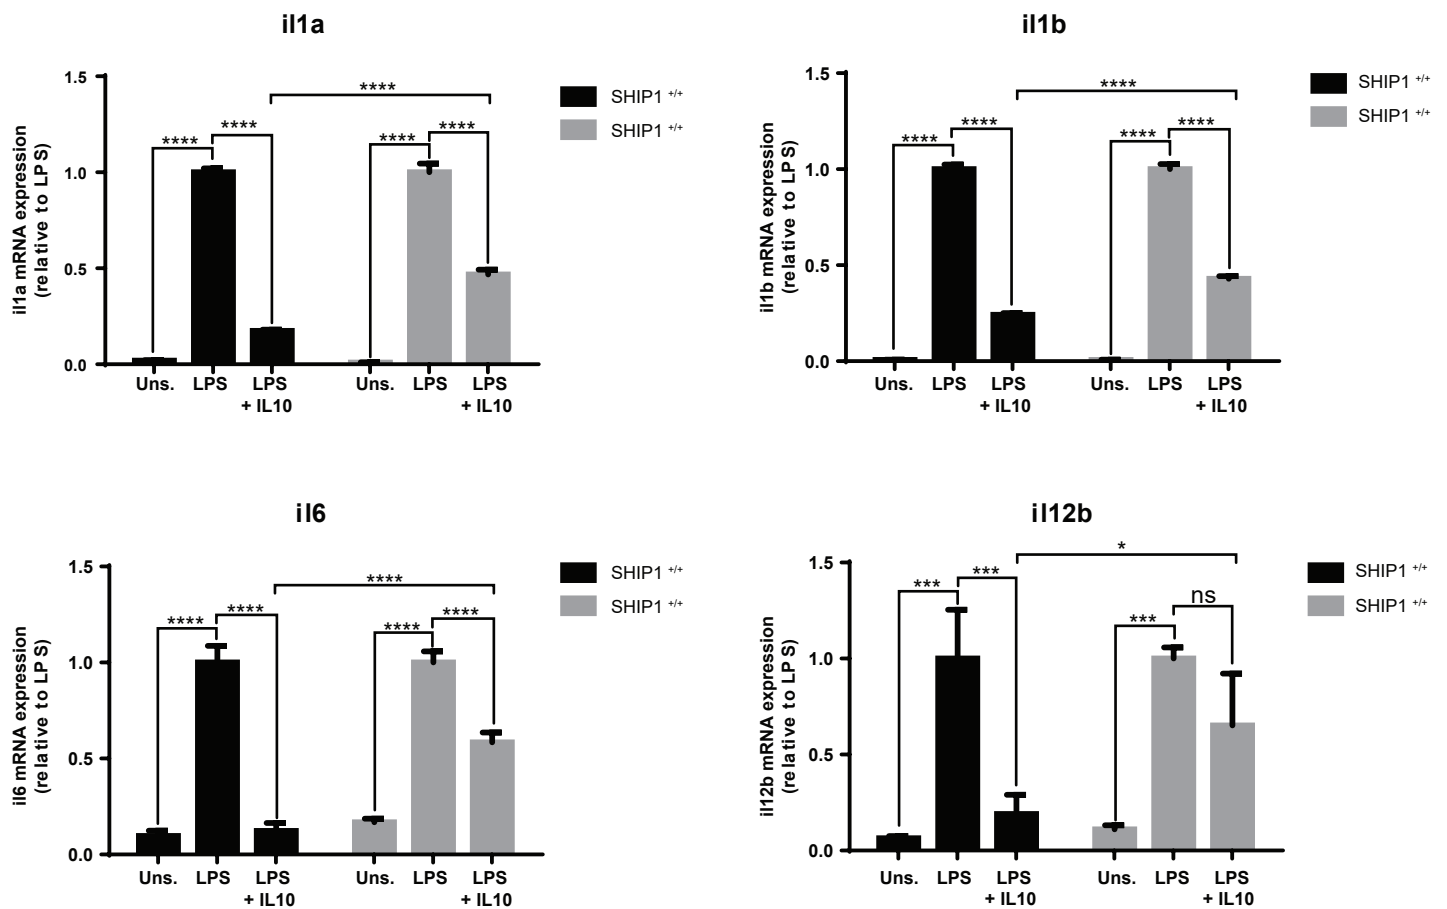 il1a
1.5
1.0
0.5
0.0
il1a mRNA expression
(relative to LPS)
****
****
****
****
****
Uns.
LPS
LPS
+ IL10
Uns.
LPS
LPS
+ IL10
SHIP1 +/+
SHIP1 +/+
il1b
1.5
1.0
0.5
0.0
il1b mRNA expression
(relative to LPS)
****
****
****
****
****
Uns.
LPS
LPS
+ IL10
Uns.
LPS
LPS
+ IL10
SHIP1 +/+
SHIP1 +/+
il6
1.5
1.0
0.5
0.0
il6 mRNA expression
(relative to LPS)
****
****
****
****
****
Uns.
LPS
LPS
+ IL10
Uns.
LPS
LPS
+ IL10
SHIP1 +/+
SHIP1 +/+
il12b
1.5
1.0
0.5
0.0
il12b mRNA expression
(relative to LPS)
*
***
***
***
ns
Uns.
LPS
LPS
+ IL10
Uns.
LPS
LPS
+ IL10
SHIP1 +/+
SHIP1 +/+